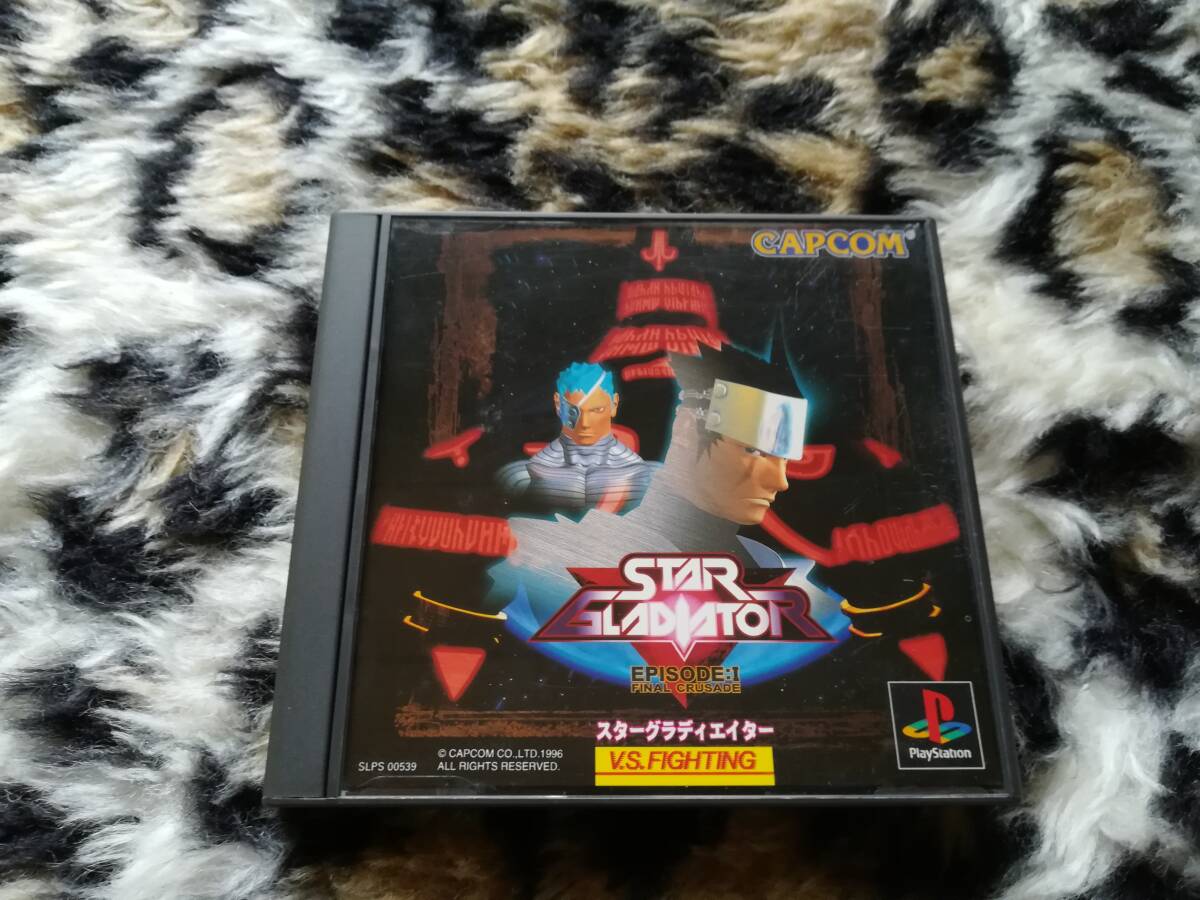 CAPCOM
STAR
GLADIATOR
EPISODE:I
FINAL CRUSADE
スターグラディエイター
V.S. FIGHTING
SLPS 00539
© CAPCOM CO.,LTD.1996
ALL RIGHTS RESERVED.
PlayStation